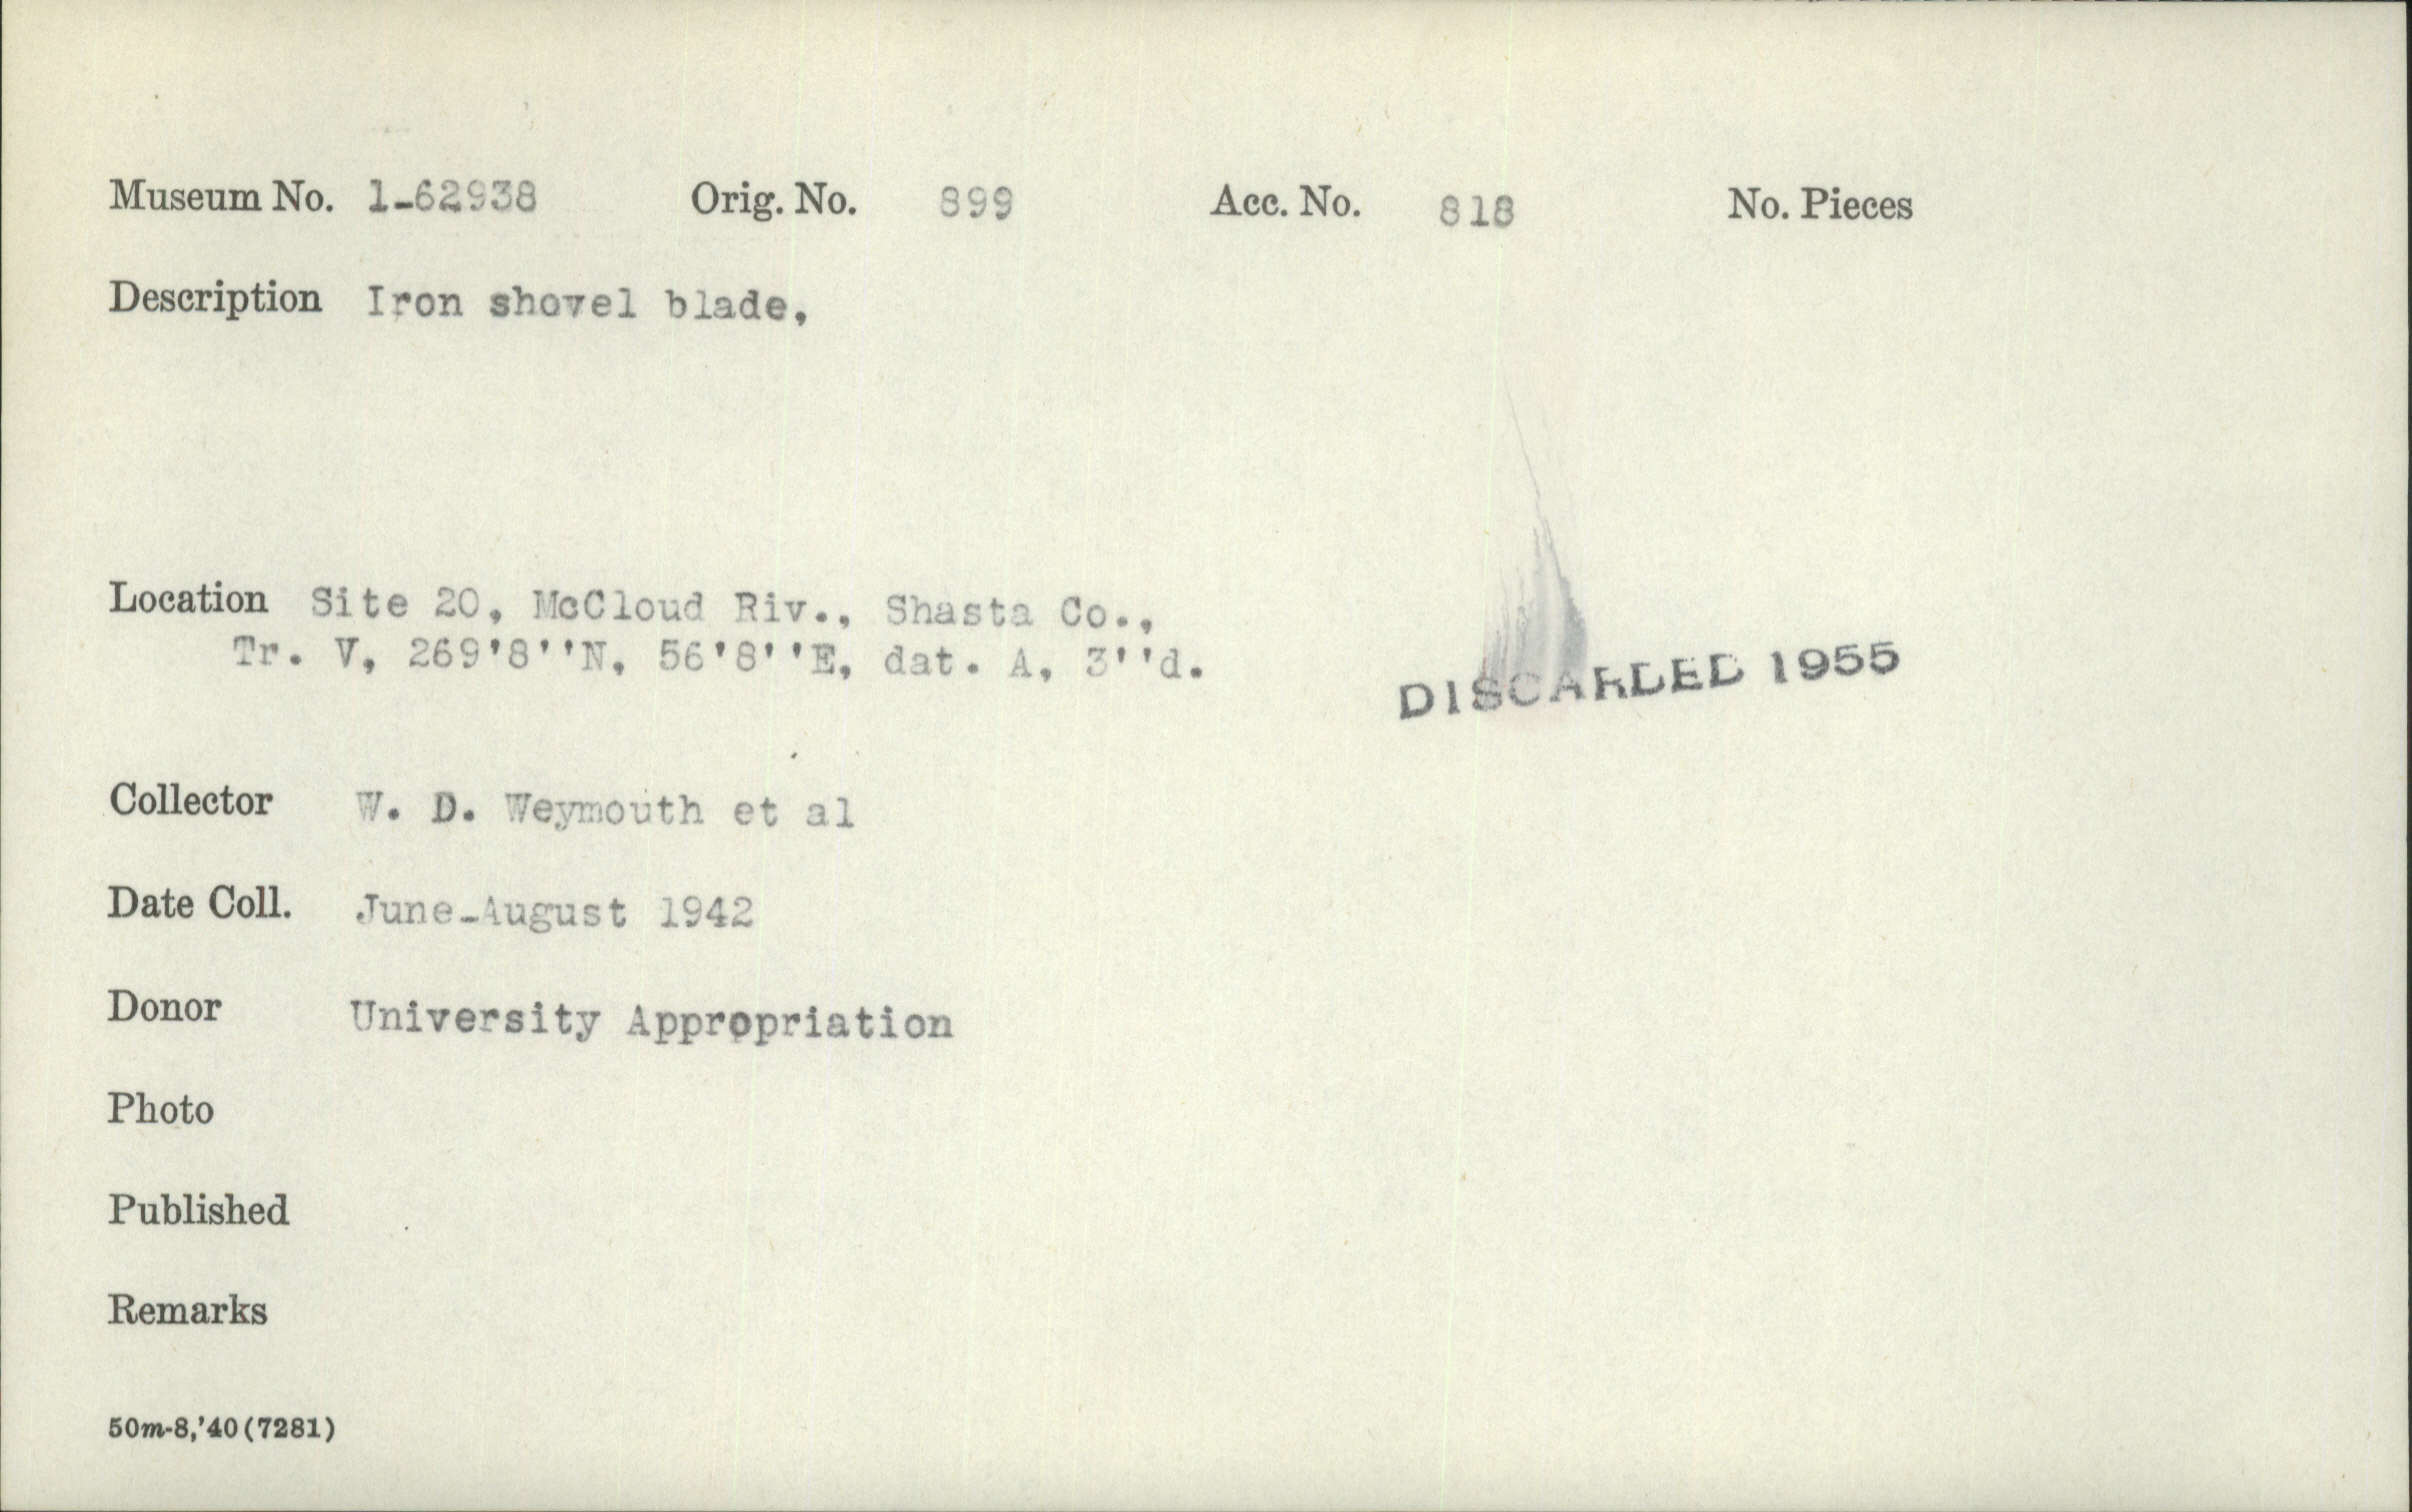 Museum No. 1-62938 Orig. No. 899 Acc. No. 818 No. Pieces
Description Iron shovel blade,
Location Site 20, McCloud Riv., Shasta Co.,
Tr. V, 269'8''N, 56'8''E, dat. A, 3''d.
DISCARDED 1955
Collector W. D. Weymouth et al
Date Coll. June-August 1942
Donor University Appropriation
Photo
Published
Remarks
50m-8,'40(7281)